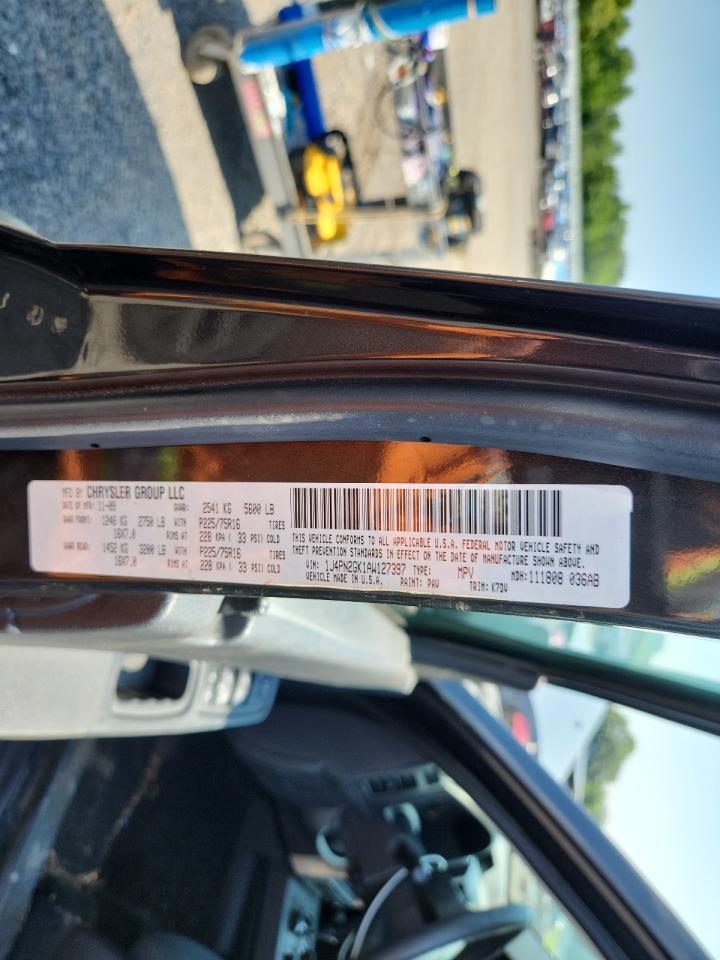 MFD BY CHRYSLER GROUP LLC
DATE OF MFR: 11-09 GVWR: 2541 KG 5600 LB
GAWR FRONT: 1248 KG 2750 LB WITH P225/75R16 TIRES
16X7.0 RIMS AT 228 KPA ( 33 PSI) COLD
GAWR REAR: 1452 KG 3200 LB WITH P225/75R16 TIRES
16X7.0 RIMS AT 228 KPA ( 33 PSI) COLD
THIS VEHICLE CONFORMS TO ALL APPLICABLE U.S.A. FEDERAL MOTOR VEHICLE SAFETY AND
THEFT PREVENTION STANDARDS IN EFFECT ON THE DATE OF MANUFACTURE SHOWN ABOVE.
VIN: 1J4PN2GK1AW127397 TYPE: MPV MDH: 111808 036AB
PAINT: PAV TRIM: K7DV